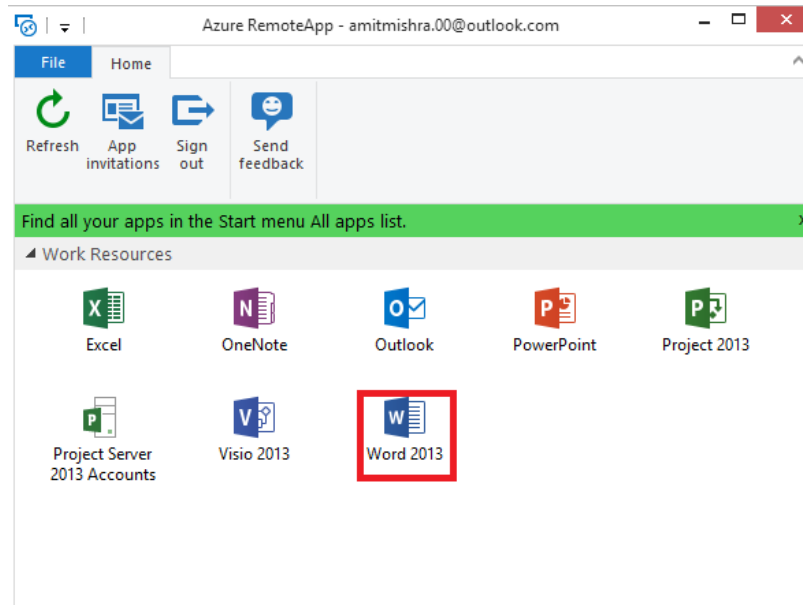 Azure RemoteApp - amitmishra.00@outlook.com
File
Home
Refresh
App
invitations
Sign
out
Send
feedback
Find all your apps in the Start menu All apps list.
Work Resources
Excel
OneNote
Outlook
PowerPoint
Project 2013
Project Server
2013 Accounts
Visio 2013
Word 2013